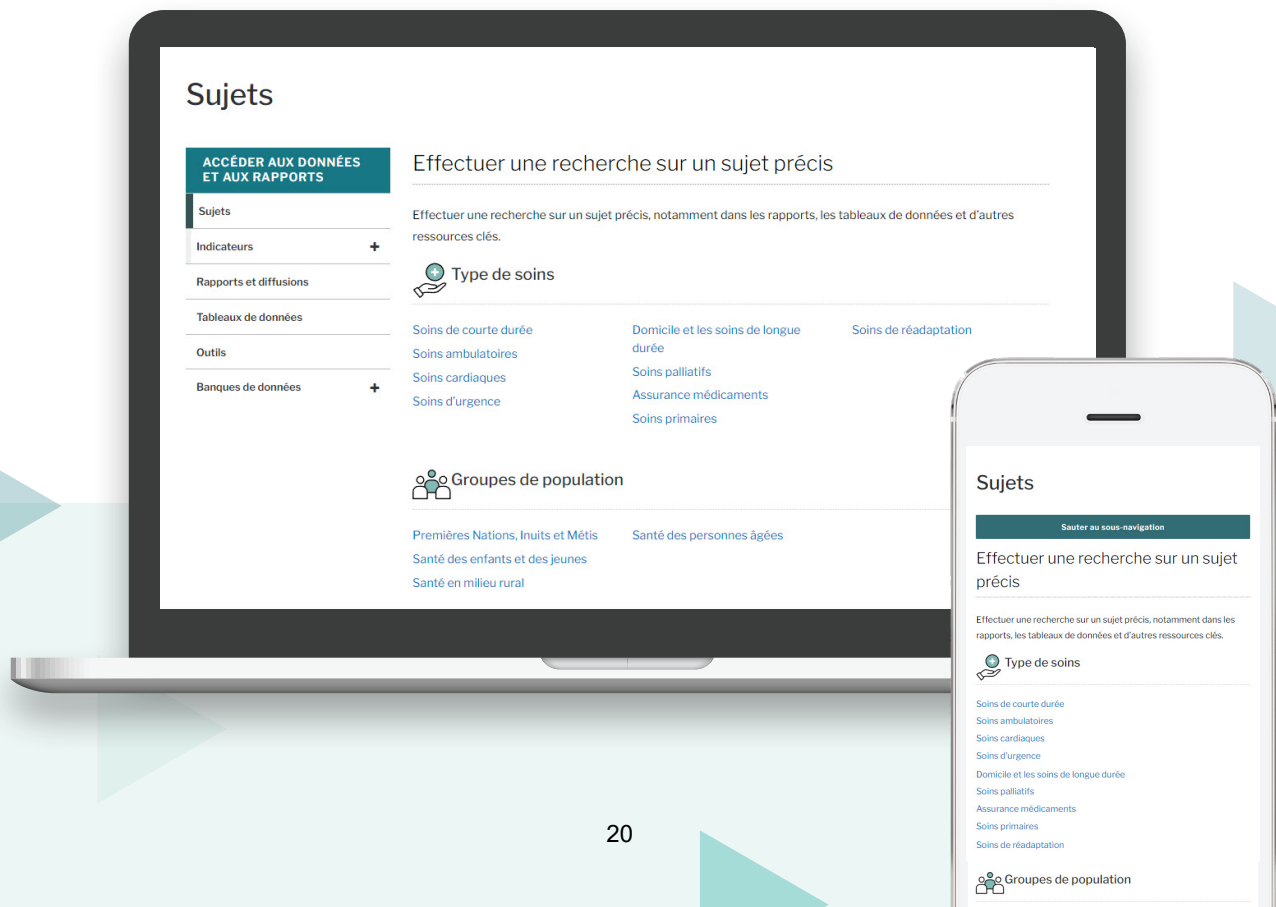 Sujets
ACCÉDER AUX DONNÉES
ET AUX RAPPORTS
Sujets
Indicateurs +
Rapports et diffusions
Tableaux de données
Outils
Banques de données +
Effectuer une recherche sur un sujet précis
Effectuer une recherche sur un sujet précis, notamment dans les rapports, les tableaux de données et d'autres
ressources clés.
Type de soins
Soins de courte durée
Soins ambulatoires
Soins cardiaques
Soins d'urgence
Domicile et les soins de longue
durée
Soins palliatifs
Assurance médicaments
Soins primaires
Soins de réadaptation
Groupes de population
Premières Nations, Inuits et Métis
Santé des enfants et des jeunes
Santé en milieu rural
Santé des personnes âgées
Sujets
Sauter au sous-navigation
Effectuer une recherche sur un sujet
précis
Effectuer une recherche sur un sujet précis, notamment dans les
rapports, les tableaux de données et d'autres ressources clés.
Type de soins
Soins de courte durée
Soins ambulatoires
Soins cardiaques
Soins d'urgence
Domicile et les soins de longue durée
Soins palliatifs
Assurance médicaments
Soins primaires
Soins de réadaptation
Groupes de population
20